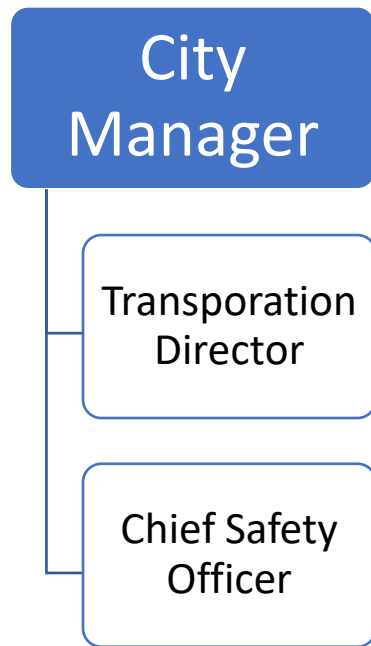 City
Manager
Transporation
Director
Chief Safety
Officer